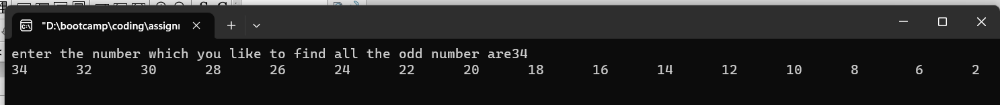 "D:\bootcamp\coding\assignr
enter the number which you like to find all the odd number are34
34 32 30 28 26 24 22 20 18 16 14 12 10 8 6 2